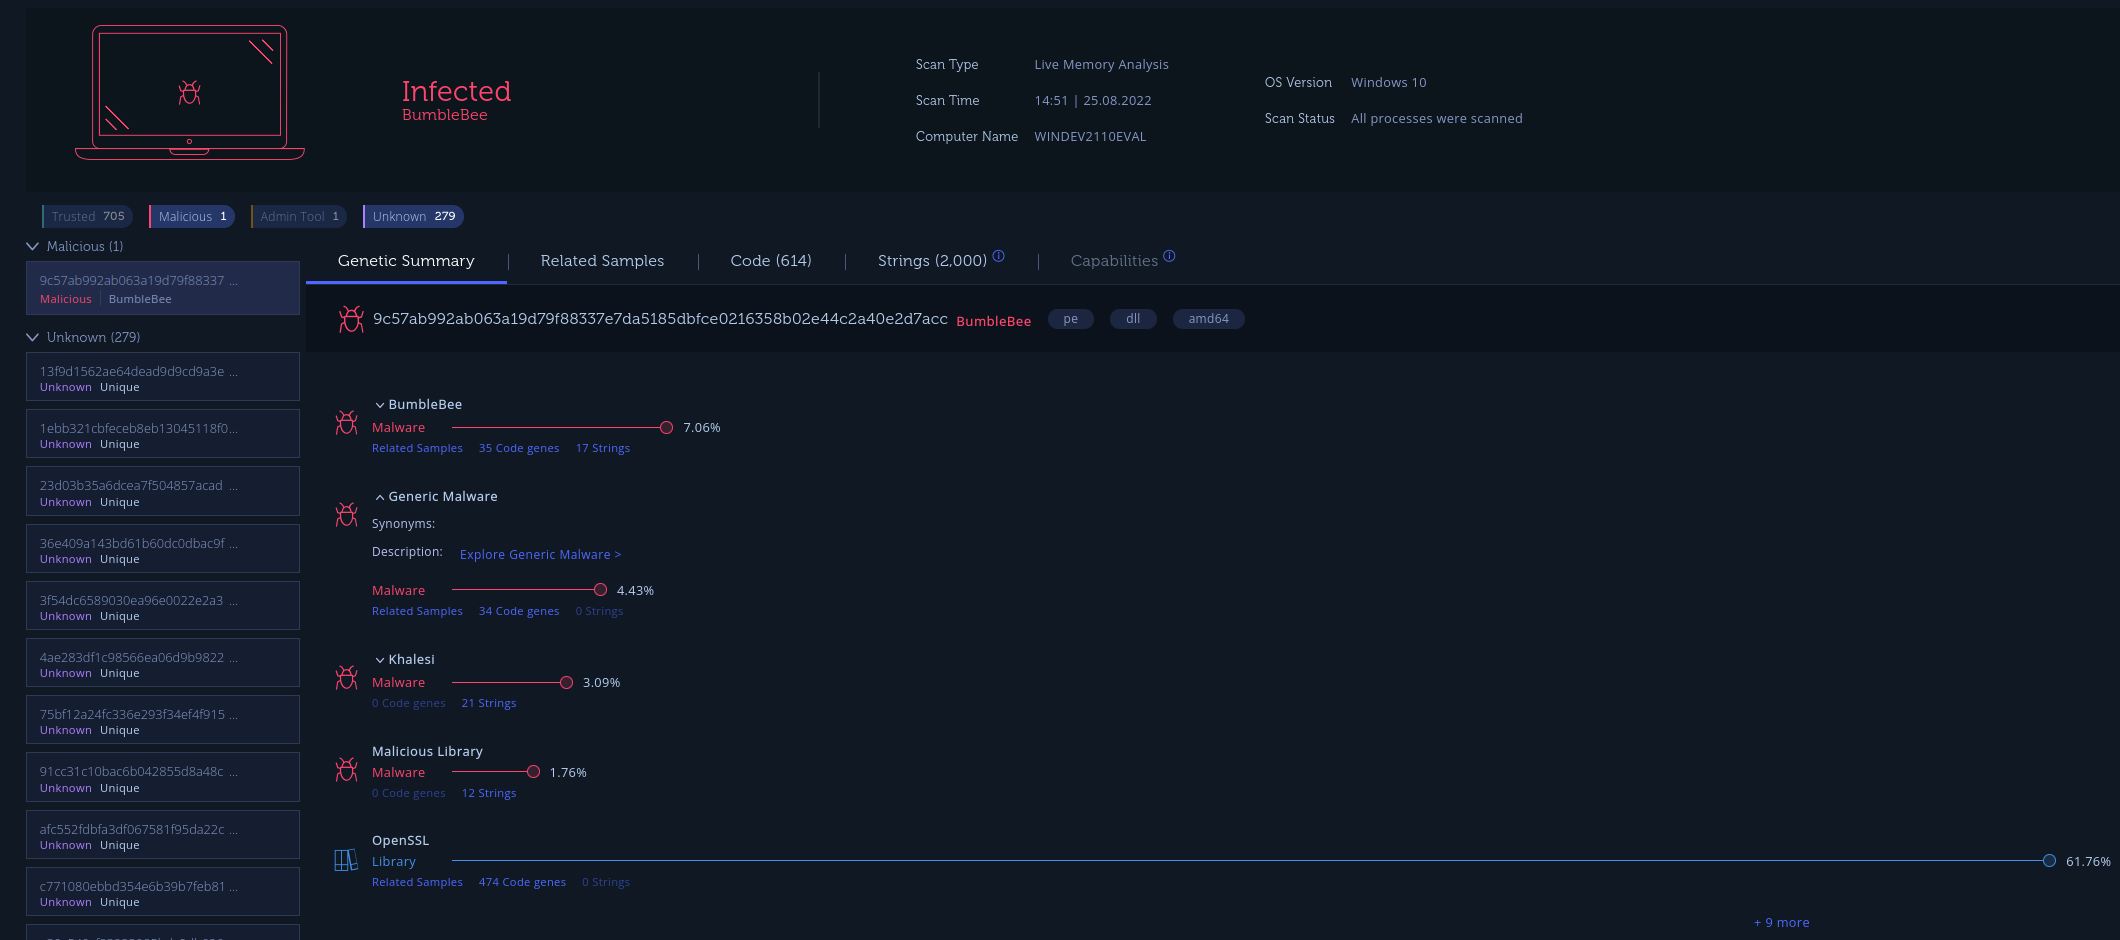 Infected
BumbleBee
Scan Type Live Memory Analysis
Scan Time 14:51 | 25.08.2022
Computer Name WINDEV2110EVAL
OS Version Windows 10
Scan Status All processes were scanned
Trusted 705 Malicious 1 Admin Tool 1 Unknown 279
Malicious (1)
9c57ab992ab063a19d79f88337 ...
Malicious | BumbleBee
Unknown (279)
13f9d1562ae64dead9d9cd9a3e ...
Unknown Unique
1ebb321cbfeceb8eb13045118f0...
Unknown Unique
23d03b35a6dcea7f504857acad ...
Unknown Unique
36e409a143bd61b60dc0dbac9f ...
Unknown Unique
3f54dc6589030ea96e0022e2a3 ...
Unknown Unique
4ae283df1c98566ea06d9b9822 ...
Unknown Unique
75bf12a24fc336e293f34ef4f915 ...
Unknown Unique
91cc31c10bac6b042855d8a48c ...
Unknown Unique
afc552fdbfa3df067581f95da22c ...
Unknown Unique
c771080ebbd354e6b39b7feb81 ...
Unknown Unique
Genetic Summary | Related Samples | Code (614) | Strings (2,000) | Capabilities
9c57ab992ab063a19d79f88337e7da5185dbfce0216358b02e44c2a40e2d7acc BumbleBee pe dll amd64
BumbleBee
Malware 7.06%
Related Samples 35 Code genes 17 Strings
Generic Malware
Synonyms:
Description: Explore Generic Malware >
Malware 4.43%
Related Samples 34 Code genes 0 Strings
Khalesi
Malware 3.09%
0 Code genes 21 Strings
Malicious Library
Malware 1.76%
0 Code genes 12 Strings
OpenSSL
Library 61.76%
Related Samples 474 Code genes 0 Strings
+ 9 more